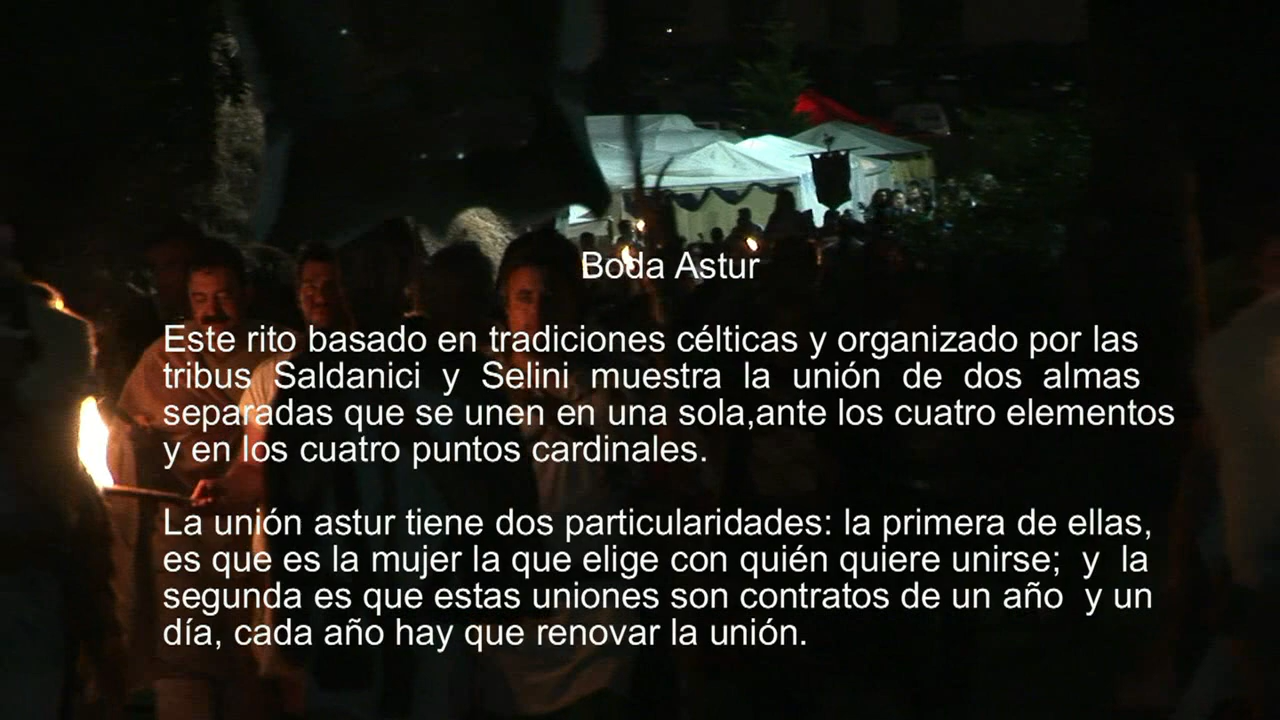 Boda Astur
Este rito basado en tradiciones célticas y organizado por las
tribus Saldanici y Selini muestra la unión de dos almas
separadas que se unen en una sola,ante los cuatro elementos
y en los cuatro puntos cardinales.
La unión astur tiene dos particularidades: la primera de ellas,
es que es la mujer la que elige con quién quiere unirse; y la
segunda es que estas uniones son contratos de un año y un
día, cada año hay que renovar la unión.